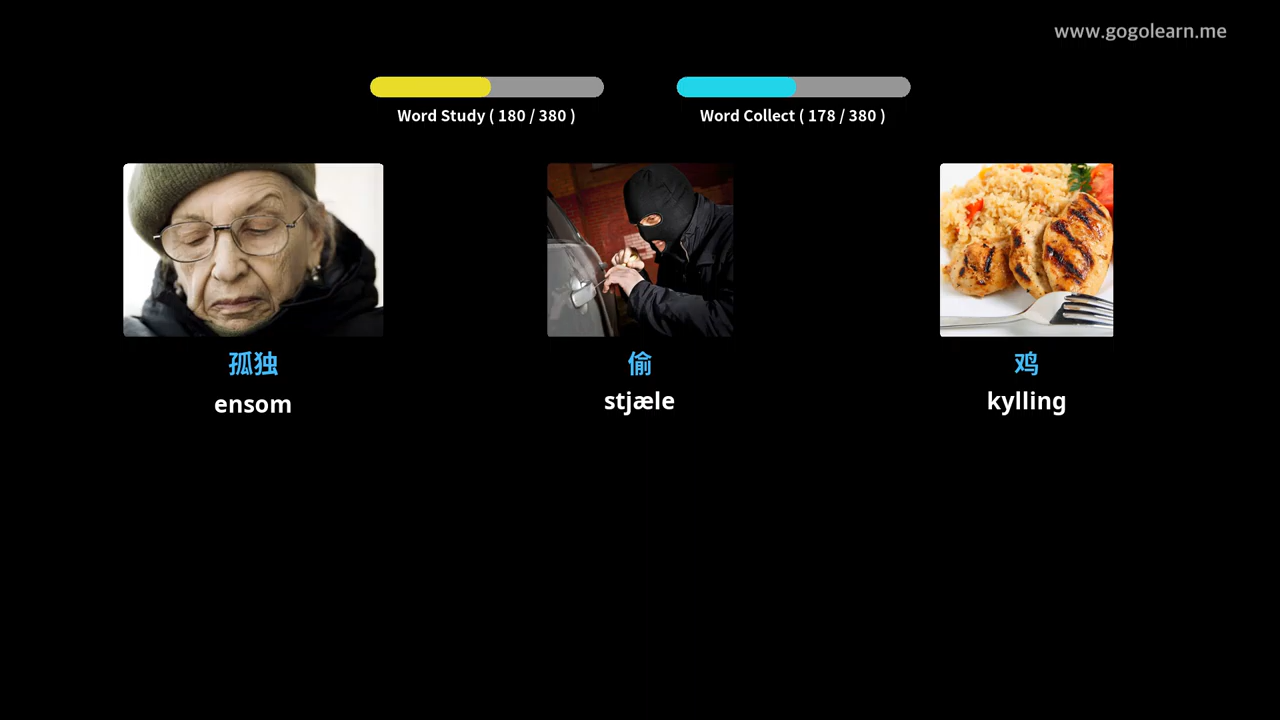 www.gogolearn.me
Word Study ( 180 / 380 )
Word Collect ( 178 / 380 )
孤独
ensom
偷
stjæle
鸡
kylling